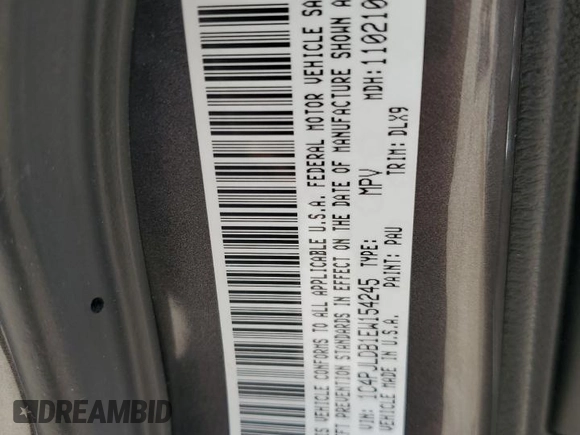 IS VEHICLE CONFORMS TO ALL APPLICABLE U.S.A. FEDERAL MOTOR VEHICLE SA
FT PREVENTION STANDARDS IN EFFECT ON THE DATE OF MANUFACTURE SHOWN A
VIN: 1C4PJLDB1EW154245 TYPE: MPV MDH: 110210
PAINT: PAU TRIM: DLX9
VEHICLE MADE IN U.S.A.
DREAMBID